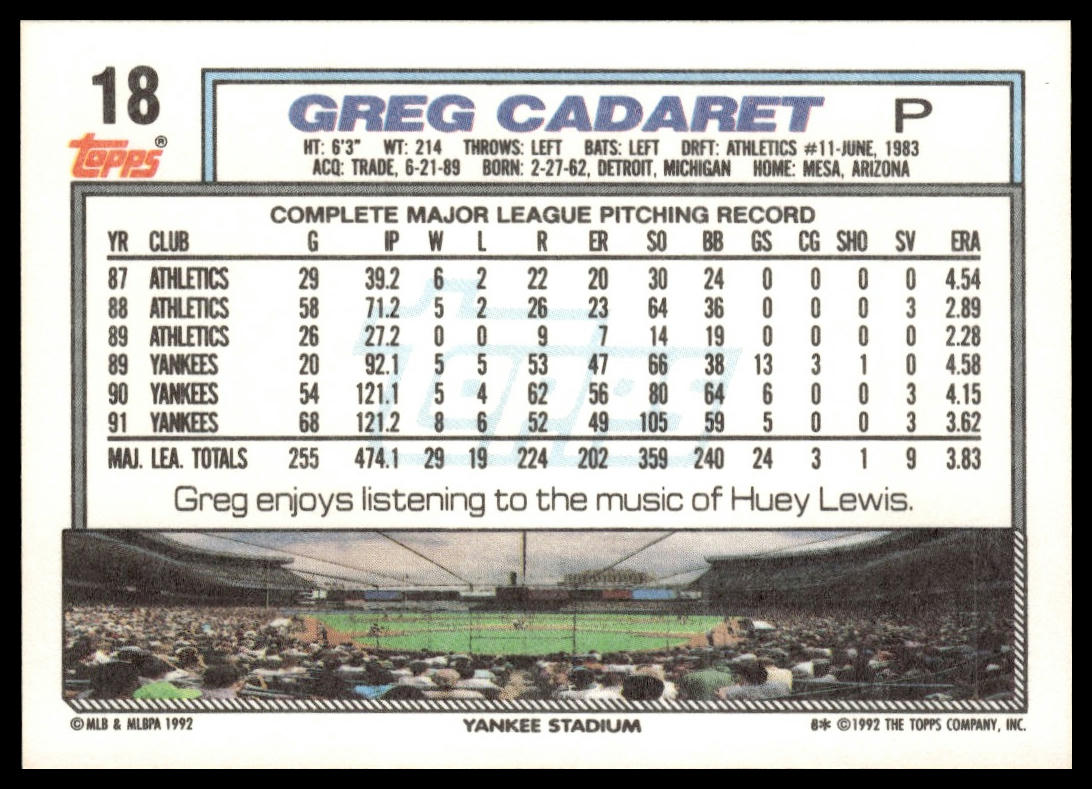 18
Topps®
GREG CADARET P
HT: 6'3" WT: 214 THROWS: LEFT BATS: LEFT DRFT: ATHLETICS #11-JUNE, 1983
ACQ: TRADE, 6-21-89 BORN: 2-27-62, DETROIT, MICHIGAN HOME: MESA, ARIZONA
COMPLETE MAJOR LEAGUE PITCHING RECORD
YR CLUB G IP W L R ER SO BB GS CG SHO SV ERA
87 ATHLETICS 29 39.2 6 2 22 20 30 24 0 0 0 0 4.54
88 ATHLETICS 58 71.2 5 2 26 23 64 36 0 0 0 3 2.89
89 ATHLETICS 26 27.2 0 0 9 7 14 19 0 0 0 0 2.28
89 YANKEES 20 92.1 5 5 53 47 66 38 13 3 1 0 4.58
90 YANKEES 54 121.1 5 4 62 56 80 64 6 0 0 3 4.15
91 YANKEES 68 121.2 8 6 52 49 105 59 5 0 0 3 3.62
MAJ. LEA. TOTALS 255 474.1 29 19 224 202 359 240 24 3 1 9 3.83
Topps
Greg enjoys listening to the music of Huey Lewis.
© MLB & MLBPA 1992 YANKEE STADIUM 8* © 1992 THE TOPPS COMPANY, INC.